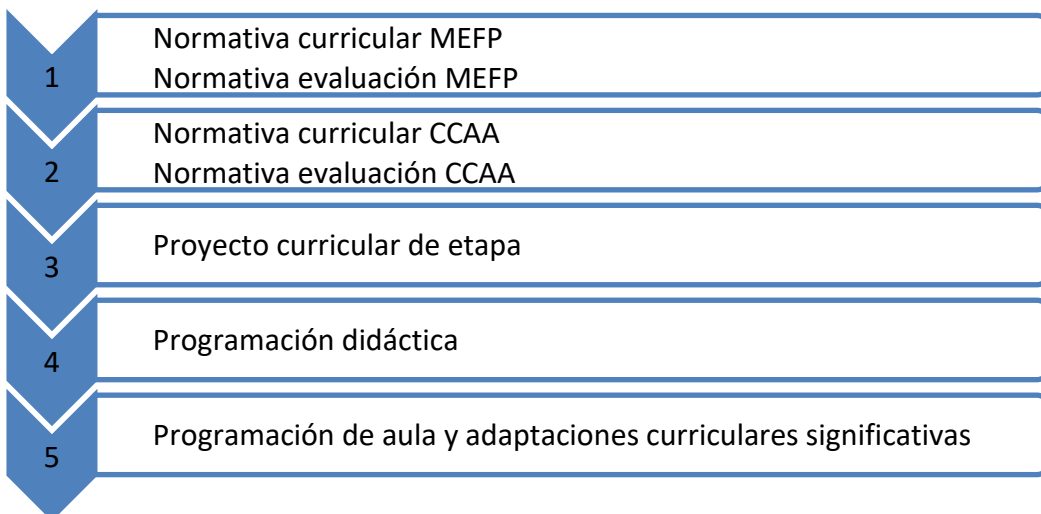 1
Normativa curricular MEFP
Normativa evaluación MEFP
2
Normativa curricular CCAA
Normativa evaluación CCAA
3
Proyecto curricular de etapa
4
Programación didáctica
5
Programación de aula y adaptaciones curriculares significativas